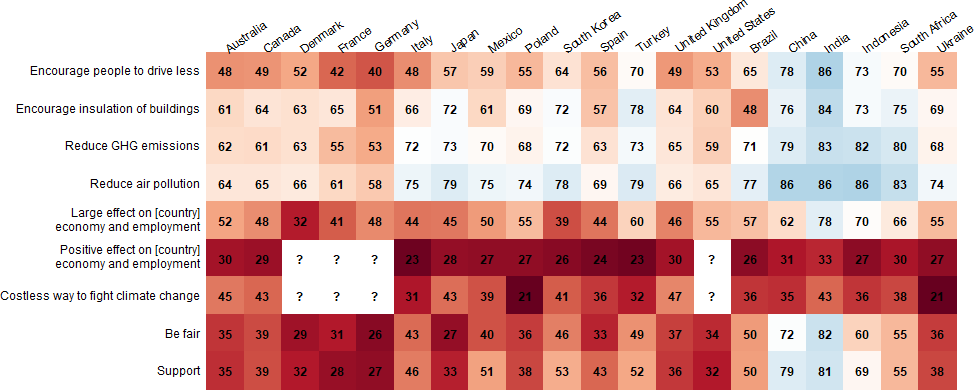 Australia Canada Denmark France Germany Italy Japan Mexico Poland South Korea Spain Turkey United Kingdom United States Brazil China India Indonesia South Africa Ukraine
Encourage people to drive less 48 49 52 42 40 48 57 59 55 64 56 70 49 53 65 78 86 73 70 55
Encourage insulation of buildings 61 64 63 65 51 66 72 61 69 72 57 78 64 60 48 76 84 73 75 69
Reduce GHG emissions 62 61 63 55 53 72 73 70 68 72 63 73 65 59 71 79 83 82 80 68
Reduce air pollution 64 65 66 61 58 75 79 75 74 78 69 79 66 65 77 86 86 86 83 74
Large effect on [country]
economy and employment 52 48 32 41 48 44 45 50 55 39 44 60 46 55 57 62 78 70 66 55
Positive effect on [country]
economy and employment 30 29 ? ? ? 23 28 27 27 26 24 23 30 ? 26 31 33 27 30 27
Costless way to fight climate change 45 43 ? ? ? 31 43 39 21 41 36 32 47 ? 36 35 43 36 38 21
Be fair 35 39 29 31 26 43 27 40 36 46 33 49 37 34 50 72 82 60 55 36
Support 35 39 32 28 27 46 33 51 38 53 43 52 36 32 50 79 81 69 55 38